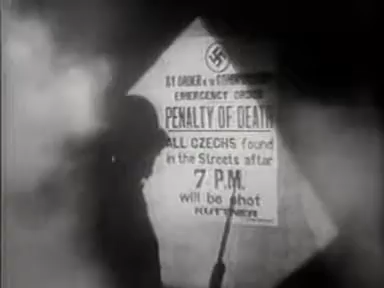 BY ORDER of the COMMANDANT
EMERGENCY ORDER
PENALTY OF DEATH
ALL CZECHS found
in the Streets after
7 P.M.
will be shot
KUTTNER